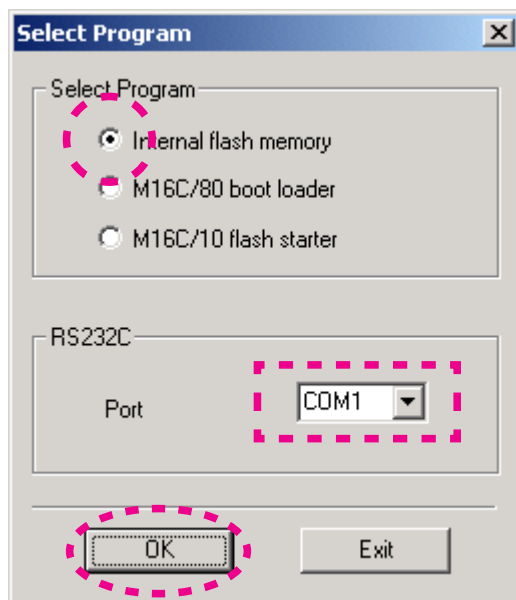 Select Program
Select Program
Internal flash memory
M16C/80 boot loader
M16C/10 flash starter
RS232C
Port
COM1
OK
Exit